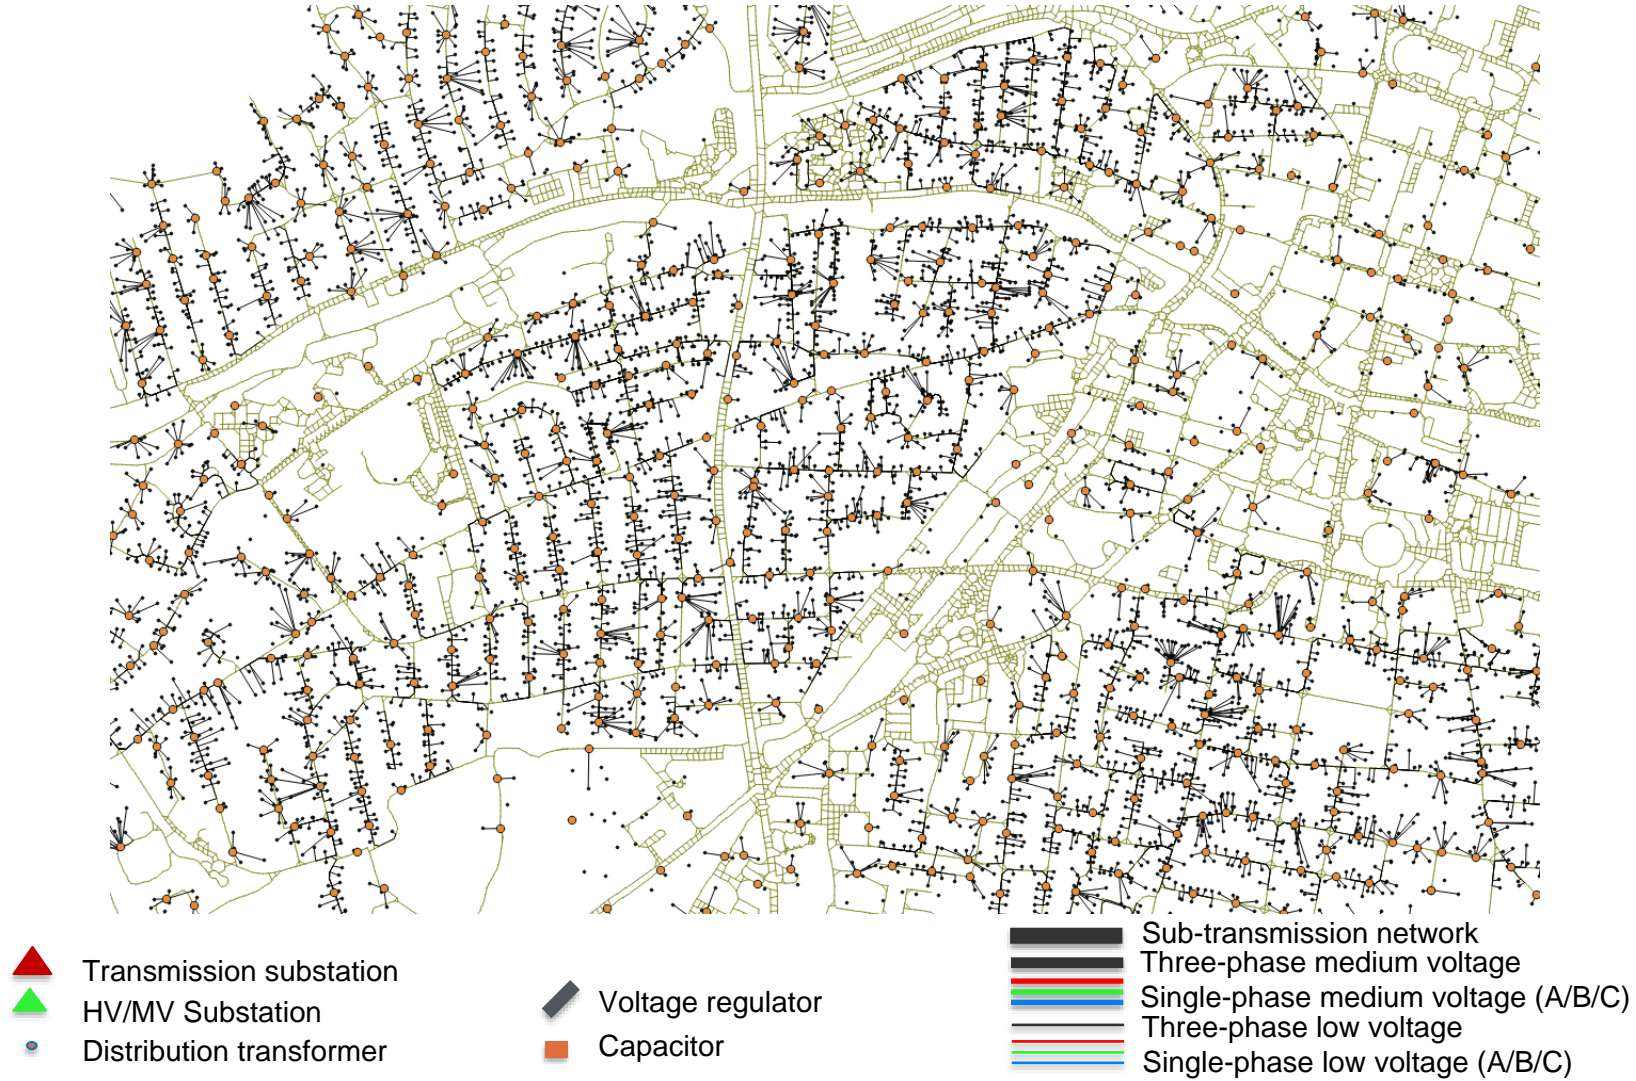 Transmission substation
HV/MV Substation
Distribution transformer
Voltage regulator
Capacitor
Sub-transmission network
Three-phase medium voltage
Single-phase medium voltage (A/B/C)
Three-phase low voltage
Single-phase low voltage (A/B/C)